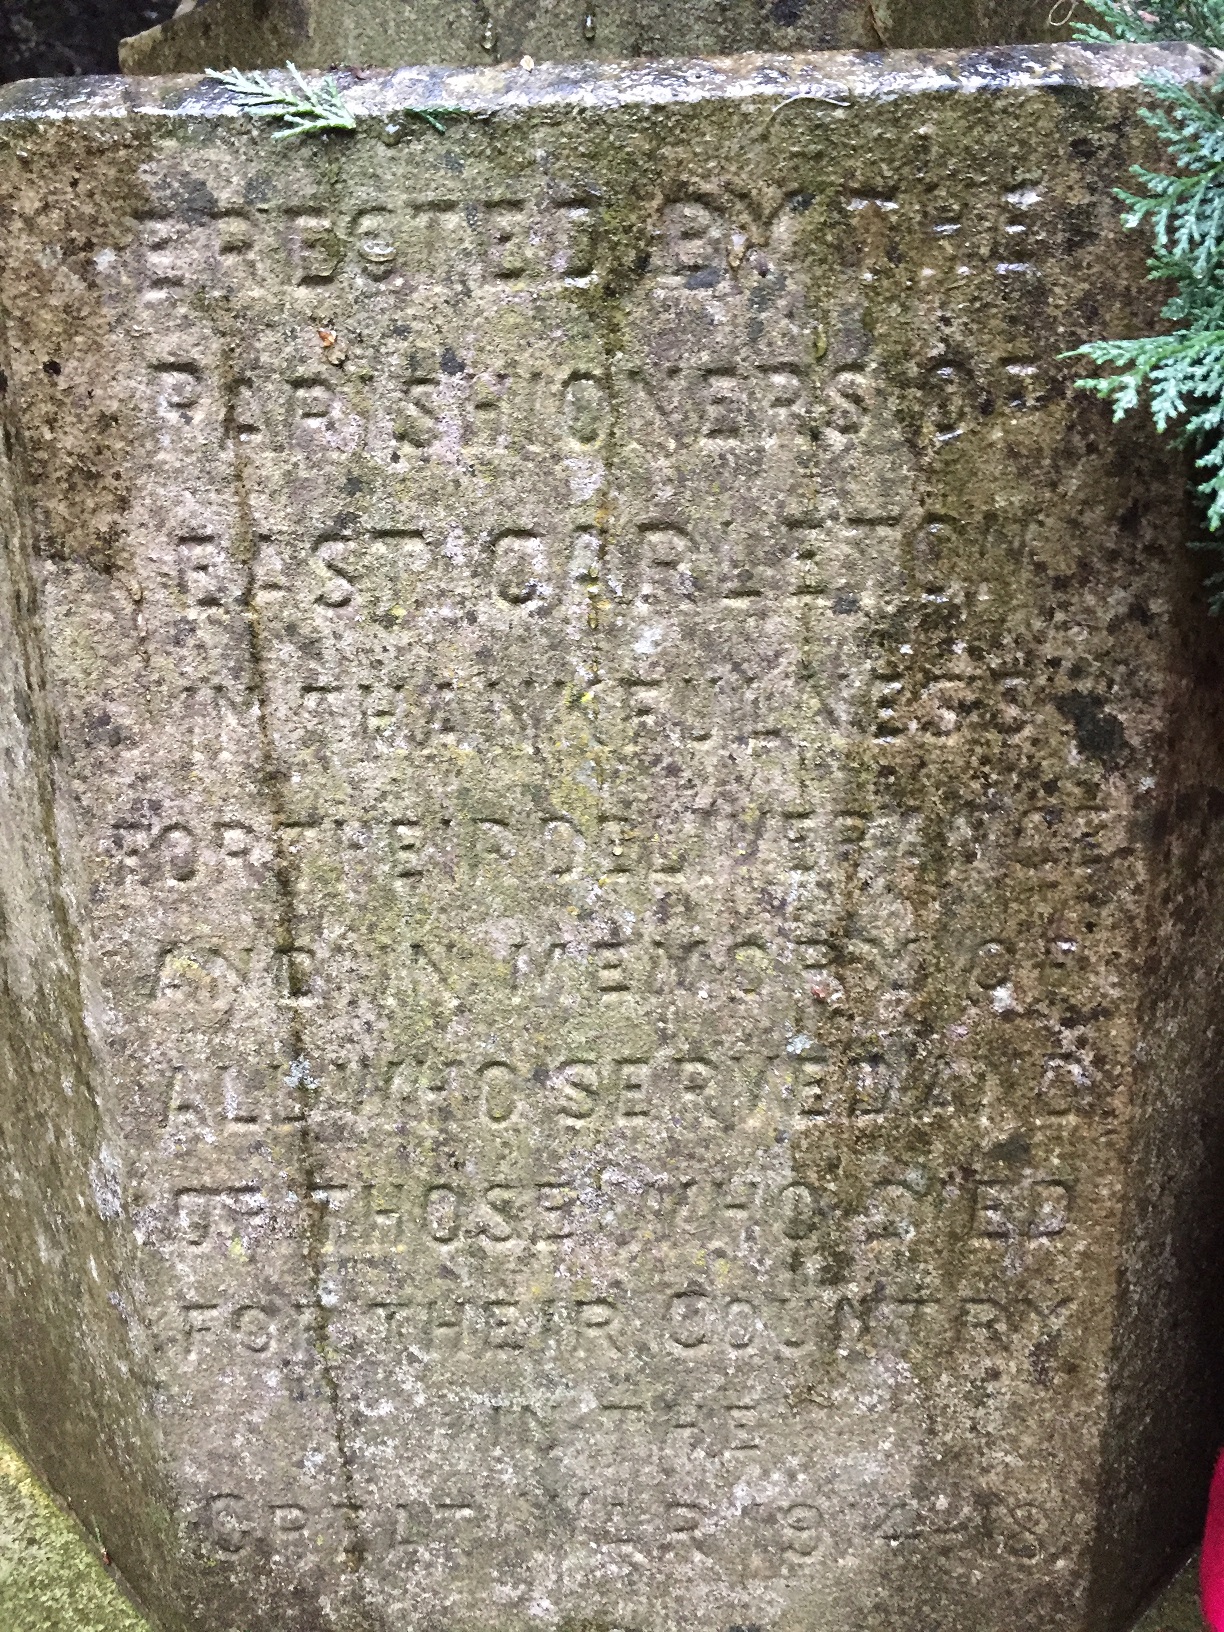 ERECTED BY THE
PARISHIONERS OF
EAST CARLETON
IN THANKFULNESS
FOR THEIR DELIVERANCE
AND IN MEMORY OF
ALL WHO SERVED AND
OF THOSE WHO DIED
FOR THEIR COUNTRY
IN THE
GREAT WAR 1914-18